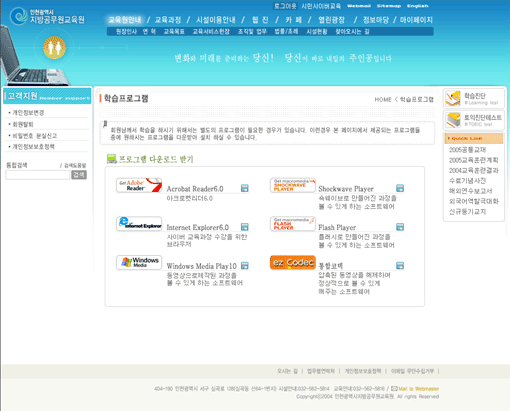 인천광역시
지방공무원교육원
로그아웃 시민사이버교육 Webmail Sitemap English
교육원안내 / 교육과정 / 시설이용안내 / 웹진 / 카페 / 열린광장 / 정보마당 / 마이페이지
원장인사 연혁 교육목표 교육서비스헌장 조직및업무 법률/조례 시설현황 찾아오시는길
변화와 미래를 준비하는 당신! 당신이 바로 내일의 주인공입니다
고객지원
개인정보변경
회원탈퇴
비밀번호 분실신고
개인정보보호정책
통합검색 / 검색도움말
검색
학습프로그램
HOME < 학습프로그램
회원님께서 학습을 하시기 위해서는 별도의 프로그램이 필요한 경우가 있습니다. 이런경우 본 페이지에서 제공되는 프로그램들
중에 원하시는 프로그램을 다운받아 설치 하실 수 있습니다.
프로그램 다운로드 받기
Get Adobe Reader
Acrobat Reader6.0
아크로벳리더6.0
Get macromedia SHOCKWAVE PLAYER
Shockwave Player
속웨이브로 만들어진 과정을
볼 수 있게 하는 소프트웨어
Internet Explorer
Internet Explorer6.0
사이버 교육과정 수강을 위한
브라우저
Get macromedia FLASH PLAYER
Flash Player
플래시로 만들어진 과정을
볼 수 있게 하는 소프트웨어
Windows Media
Windows Media Play10
동영상으로제작된 과정을
볼 수 있게 하는 소프트웨어
ez Codec
통합코덱
압축된 동영상을 해제하여
정상적으로 볼 수 있게
해주는 소프트웨어
학습진단
Learning test
토익진단테스트
TOEIC test
Quick Link
2005공통교재
2005교육훈련계획
2004교육훈련결과
수료기념사진
해외연수보고서
외국어역할극대화
신규동기교지
오시는 길 | 업무별연락처 | 개인정보보호정책 | 이메일 무단수집거부 |
404-190 인천광역시 서구 심곡로 시설안내:032-562-5814 교육안내:032-562-5816 / Mail to Webmaster
Copyright©2004 인천광역시지방공무원교육원. All rights Reserved